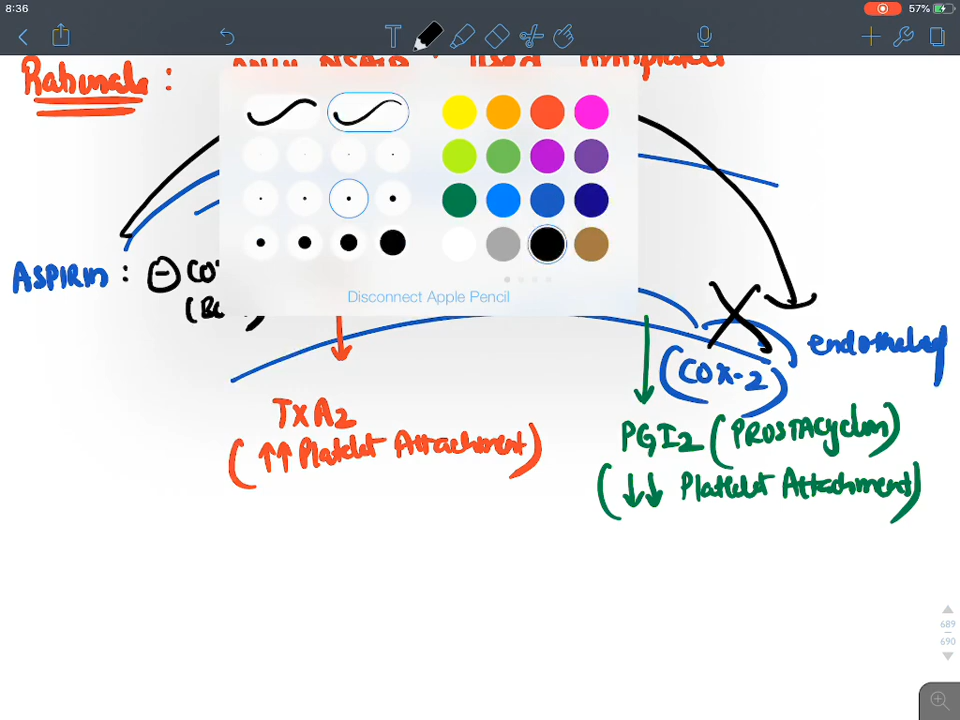 8:36
57%
T
Rationale :
Disconnect Apple Pencil
ASPIRIN : ⊖ CO
endothelial
(COX-2)
TXA2
(↑↑ Platelet Attachment)
PGI2 (PROSTACyclin)
(↓↓ Platelet Attachment)
689
690